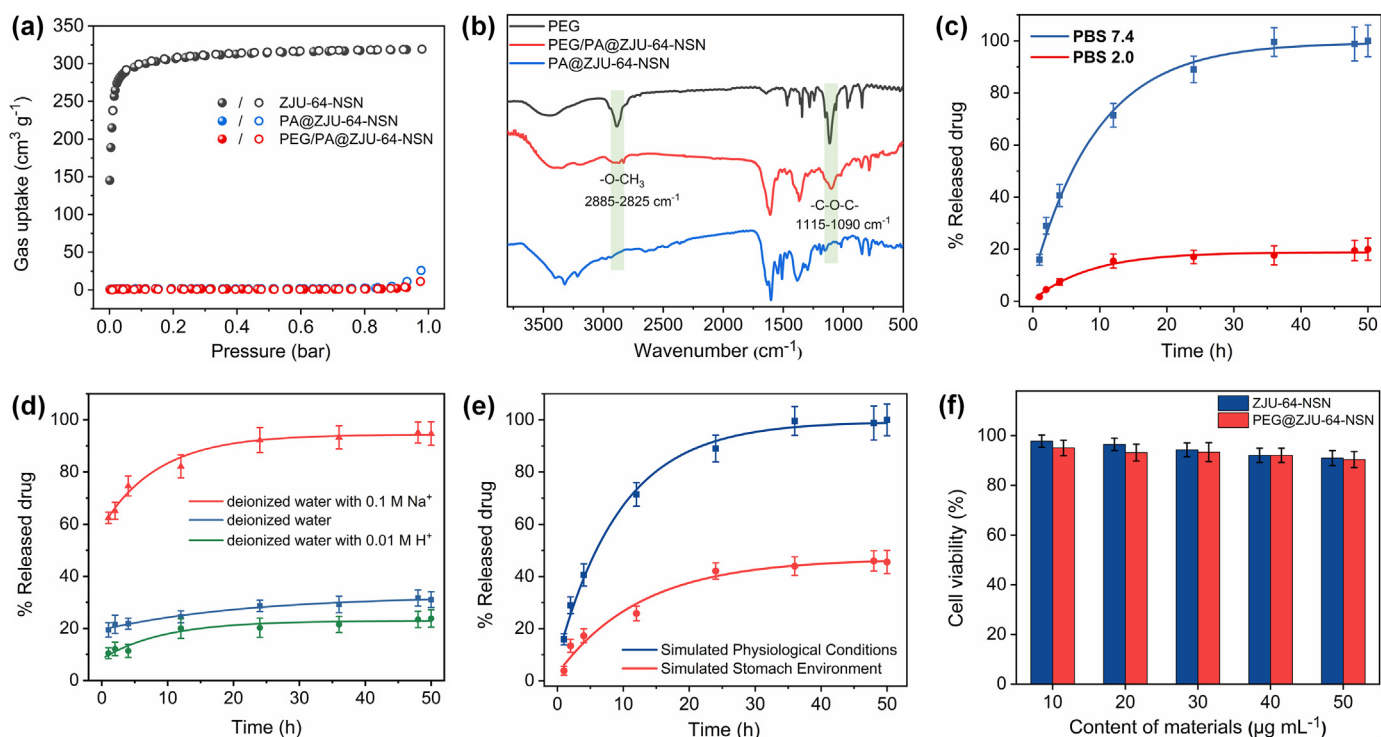 (a)
350
300
250
200
150
100
50
0
Gas uptake (cm³ g⁻¹)
/ ZJU-64-NSN
/ PA@ZJU-64-NSN
/ PEG/PA@ZJU-64-NSN
0.0 0.2 0.4 0.6 0.8 1.0
Pressure (bar)
(b)
PEG
PEG/PA@ZJU-64-NSN
PA@ZJU-64-NSN
-O-CH₃
2885-2825 cm⁻¹
-C-O-C-
1115-1090 cm⁻¹
3500 3000 2500 2000 1500 1000 500
Wavenumber (cm⁻¹)
(c)
PBS 7.4
PBS 2.0
100
80
60
40
20
0
% Released drug
0 10 20 30 40 50
Time (h)
(d)
100
80
60
40
20
0
% Released drug
deionized water with 0.1 M Na⁺
deionized water
deionized water with 0.01 M H⁺
0 10 20 30 40 50
Time (h)
(e)
100
80
60
40
20
0
% Released drug
Simulated Physiological Conditions
Simulated Stomach Environment
0 10 20 30 40 50
Time (h)
(f)
ZJU-64-NSN
PEG@ZJU-64-NSN
100
80
60
40
20
0
Cell viability (%)
10 20 30 40 50
Content of materials (μg mL⁻¹)